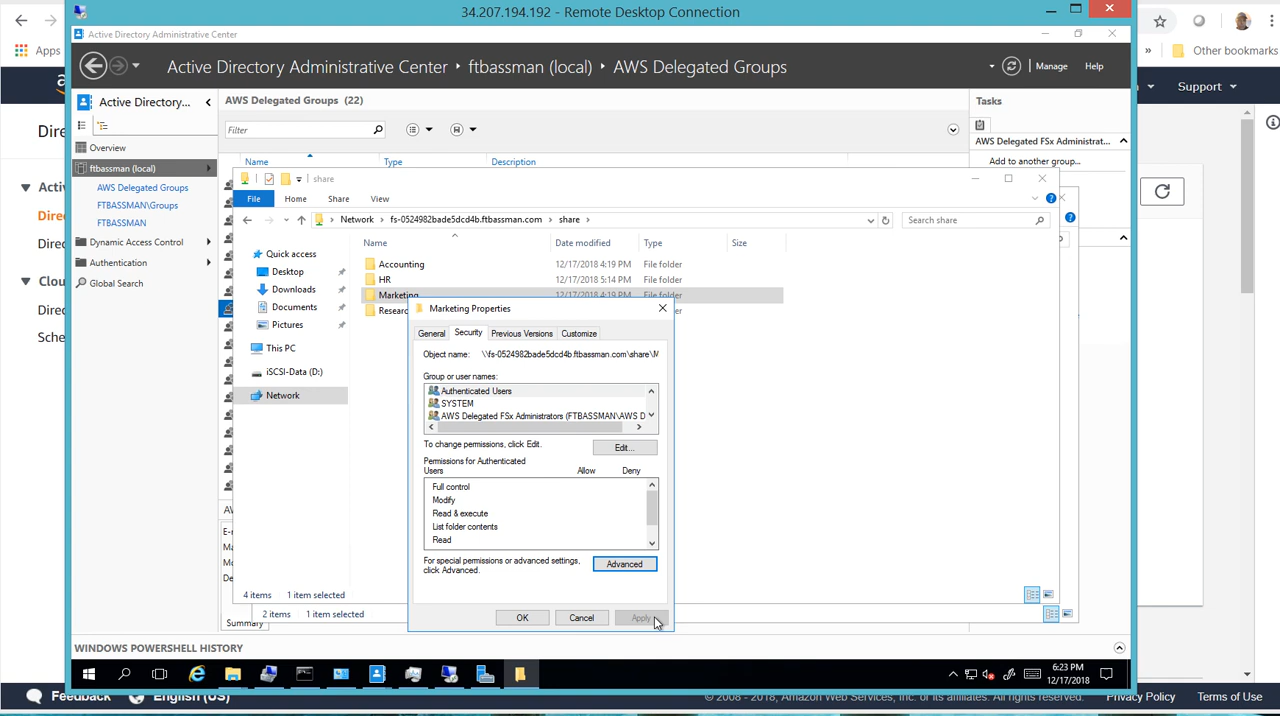 34.207.194.192 - Remote Desktop Connection
Active Directory Administrative Center
Apps
Other bookmarks
Active Directory Administrative Center ‣ ftbassman (local) ‣ AWS Delegated Groups
Manage
Help
Support
Active Directory...
AWS Delegated Groups (22)
Tasks
Filter
AWS Delegated FSx Administrat...
Add to another group...
Overview
Name
Type
Description
ftbassman (local)
AWS Delegated Groups
FTBASSMAN\Groups
FTBASSMAN
Dynamic Access Control
Authentication
Global Search
share
File
Home
Share
View
Network > fs-0524982bade5dcd4b.ftbassman.com > share >
Search share
Name
Date modified
Type
Size
Quick access
Desktop
Downloads
Documents
Pictures
This PC
iSCSI-Data (D:)
Network
Accounting 12/17/2018 4:19 PM File folder
HR 12/17/2018 5:14 PM File folder
Marketing 12/17/2018 4:19 PM File folder
Researc
Marketing Properties
General
Security
Previous Versions
Customize
Object name: \\fs-0524982bade5dcd4b.ftbassman.com\share\M
Group or user names:
Authenticated Users
SYSTEM
AWS Delegated FSx Administrators (FTBASSMAN\AWS D
To change permissions, click Edit.
Edit...
Permissions for Authenticated
Users
Allow
Deny
Full control
Modify
Read & execute
List folder contents
Read
For special permissions or advanced settings,
click Advanced.
Advanced
OK
Cancel
Apply
4 items 1 item selected
2 items 1 item selected
Summary
WINDOWS POWERSHELL HISTORY
6:23 PM
12/17/2018
Feedback
English (US)
© 2008 - 2018, Amazon Web Services, Inc. or its affiliates. All rights reserved.
Privacy Policy
Terms of Use